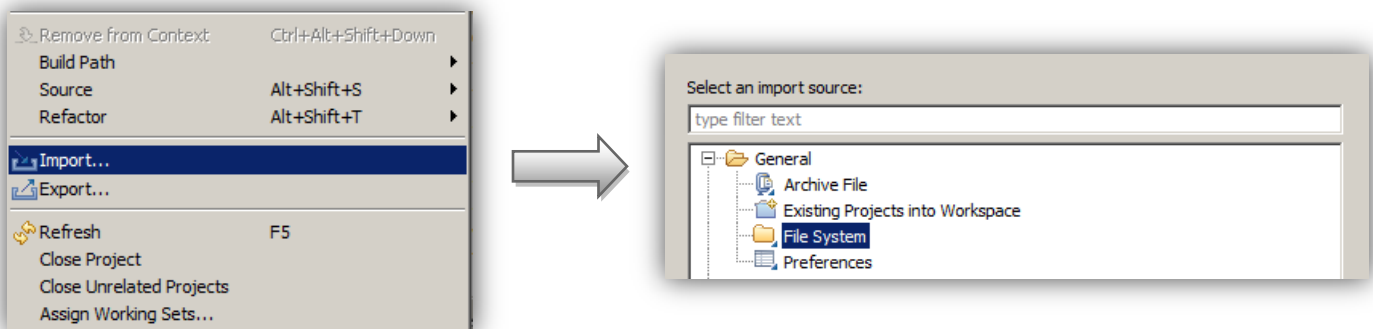 Remove from Context Ctrl+Alt+Shift+Down
Build Path
Source Alt+Shift+S
Refactor Alt+Shift+T
Import...
Export...
Refresh F5
Close Project
Close Unrelated Projects
Assign Working Sets...
Select an import source:
type filter text
General
Archive File
Existing Projects into Workspace
File System
Preferences